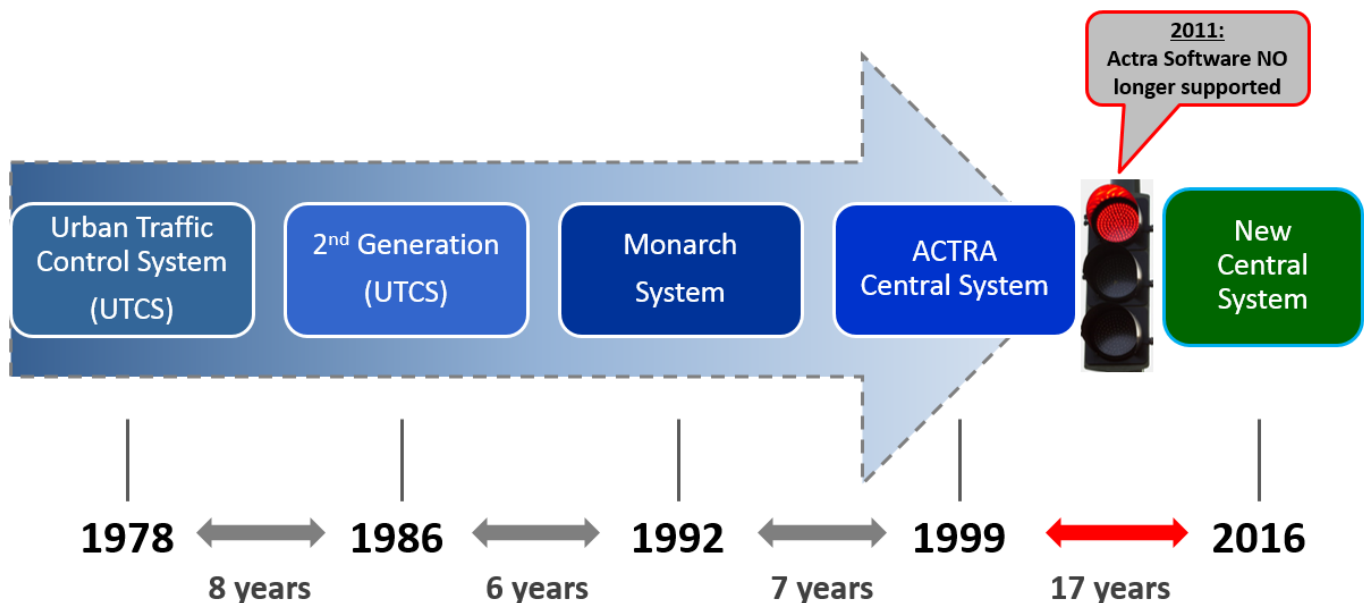 2011:
Actra Software NO
longer supported
Urban Traffic
Control System
(UTCS)
2nd Generation
(UTCS)
Monarch
System
ACTRA
Central System
New
Central
System
1978
1986
1992
1999
2016
8 years
6 years
7 years
17 years